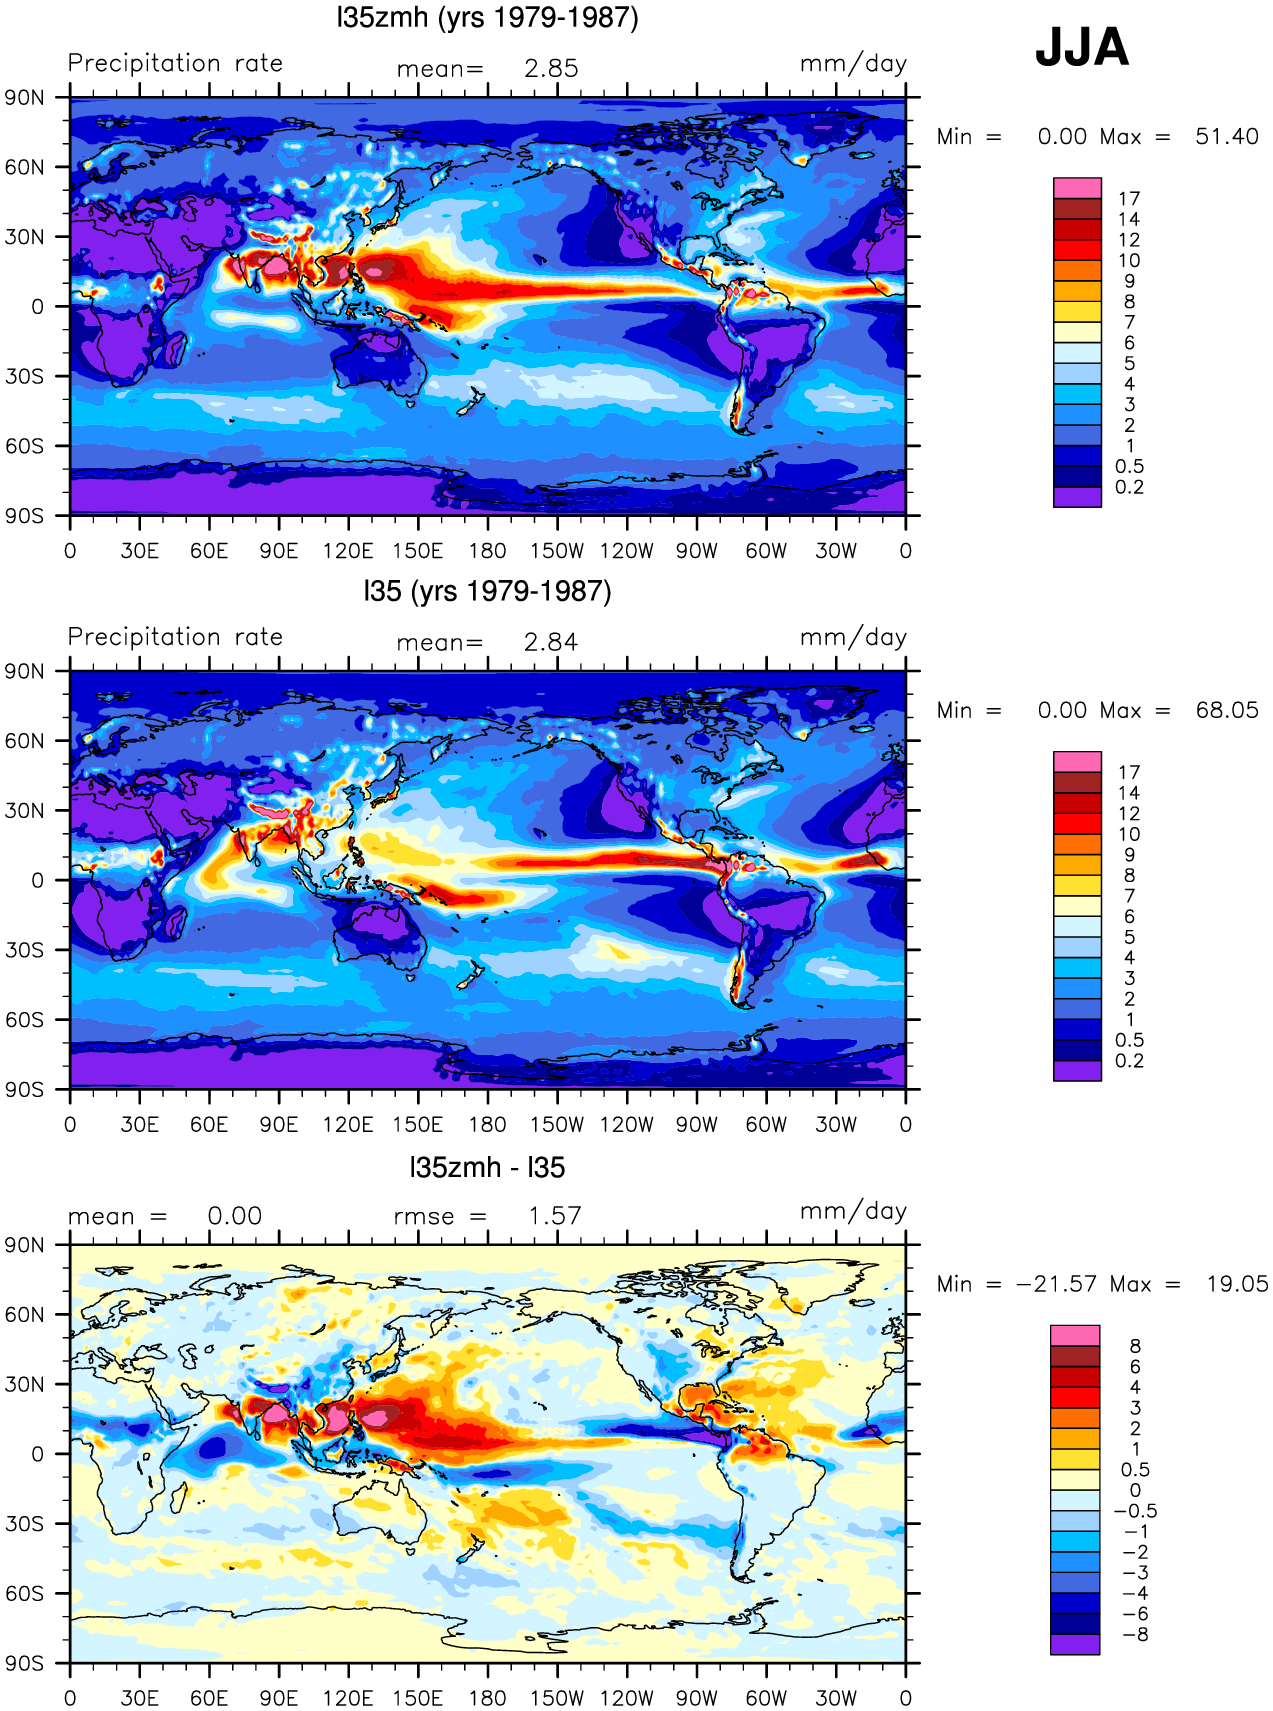 l35zmh (yrs 1979-1987)
JJA
Precipitation rate mean= 2.85 mm/day
90N
Min = 0.00 Max = 51.40
60N
30N
0
30S
60S
90S
17
14
12
10
9
8
7
6
5
4
3
2
1
0.5
0.2
0 30E 60E 90E 120E 150E 180 150W 120W 90W 60W 30W 0
l35 (yrs 1979-1987)
Precipitation rate mean= 2.84 mm/day
90N
Min = 0.00 Max = 68.05
60N
30N
0
30S
60S
90S
17
14
12
10
9
8
7
6
5
4
3
2
1
0.5
0.2
0 30E 60E 90E 120E 150E 180 150W 120W 90W 60W 30W 0
l35zmh - l35
mean = 0.00 rmse = 1.57 mm/day
90N
Min = −21.57 Max = 19.05
60N
30N
0
30S
60S
90S
8
6
4
3
2
1
0.5
0
−0.5
−1
−2
−3
−4
−6
−8
0 30E 60E 90E 120E 150E 180 150W 120W 90W 60W 30W 0